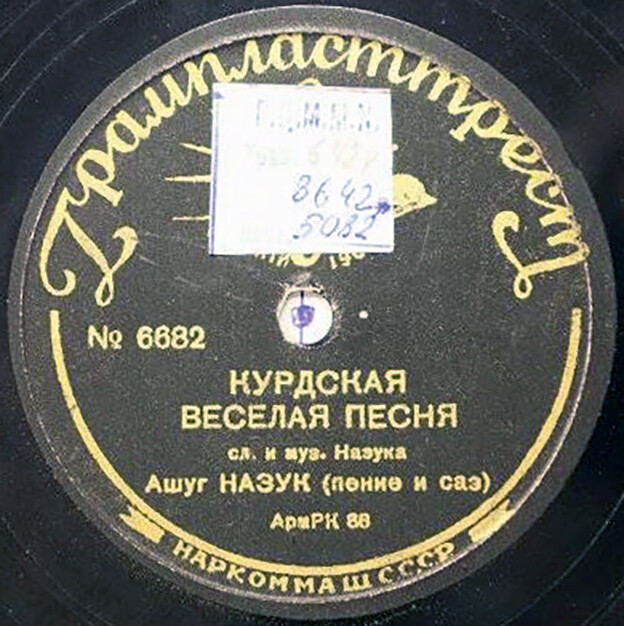 Грампласттрест
8642
5082
№ 6682
КУРДСКАЯ
ВЕСЕЛАЯ ПЕСНЯ
сл. и муз. Назука
Ашуг НАЗУК (пение и саз)
АрмРК 88
НАРКОММАШ СССР